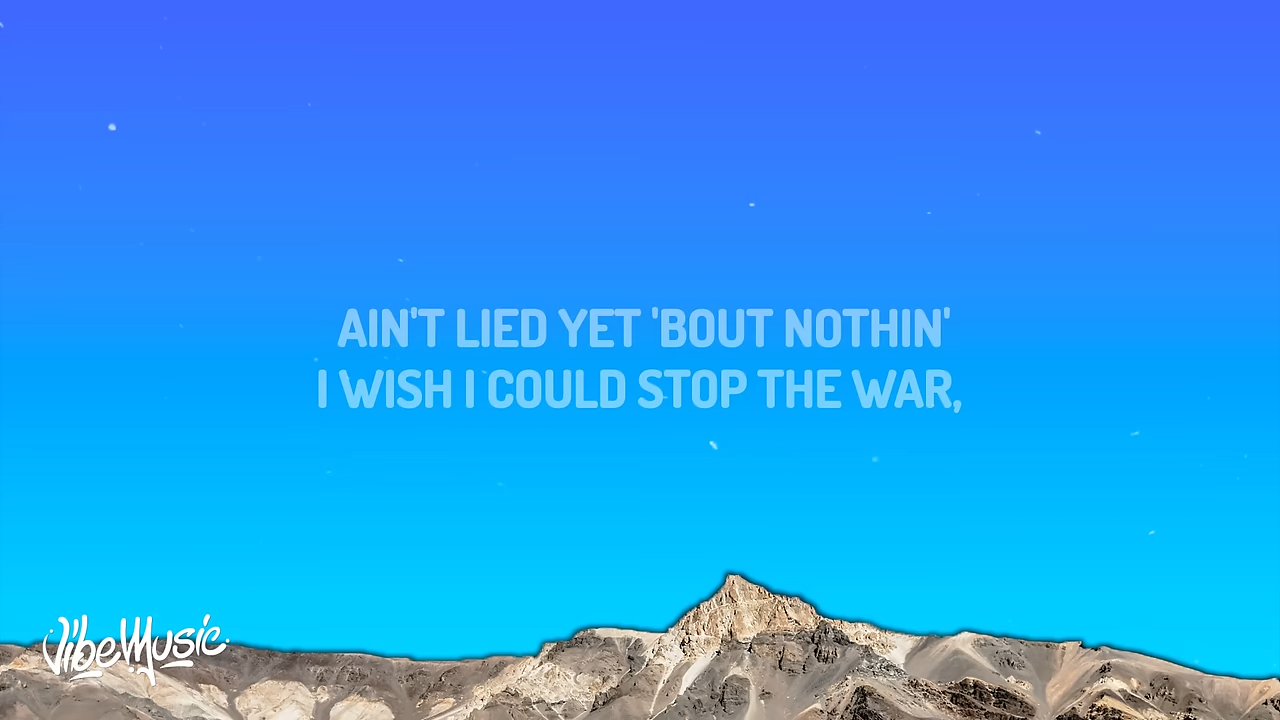 AIN'T LIED YET 'BOUT NOTHIN'
I WISH I COULD STOP THE WAR,
VibeMusic